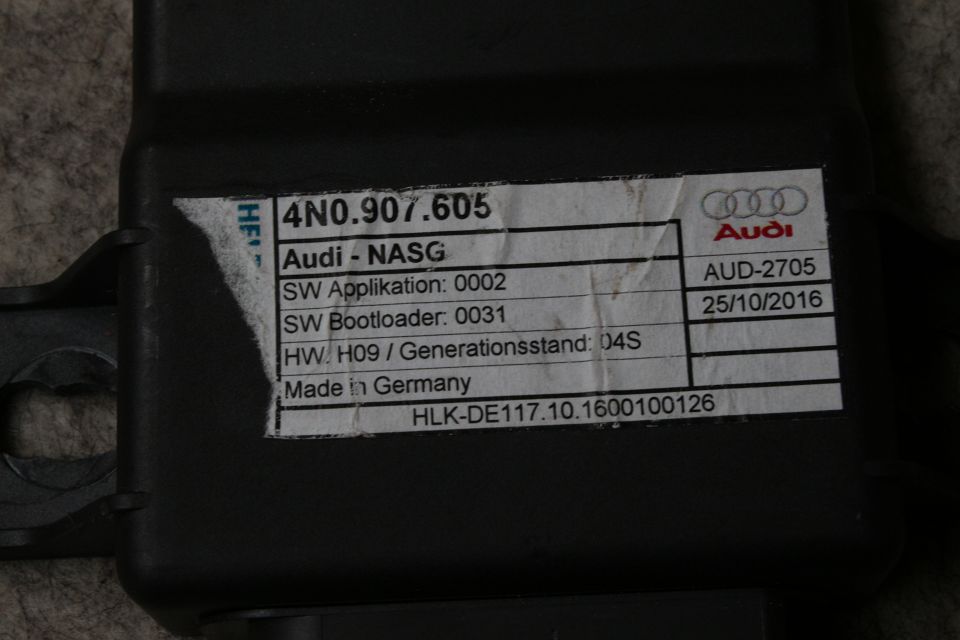 4N0.907.605
Audi - NASG
SW Applikation: 0002
SW Bootloader: 0031
HW: H09 / Generationsstand: 04S
Made in Germany
Audi
AUD-2705
25/10/2016
HLK-DE117.10.1600100126